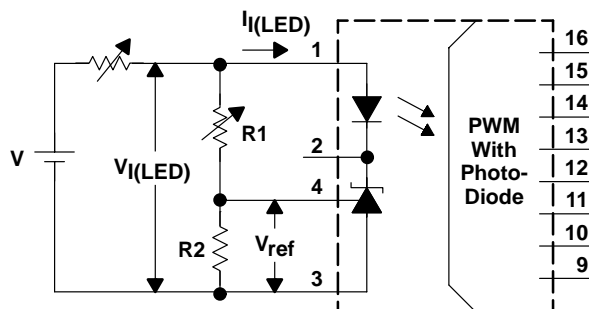 I_I(LED)
1
16
15
14
13
12
11
10
9
R1
2
V
V_I(LED)
4
PWM
With
Photo-
Diode
R2
V_ref
3